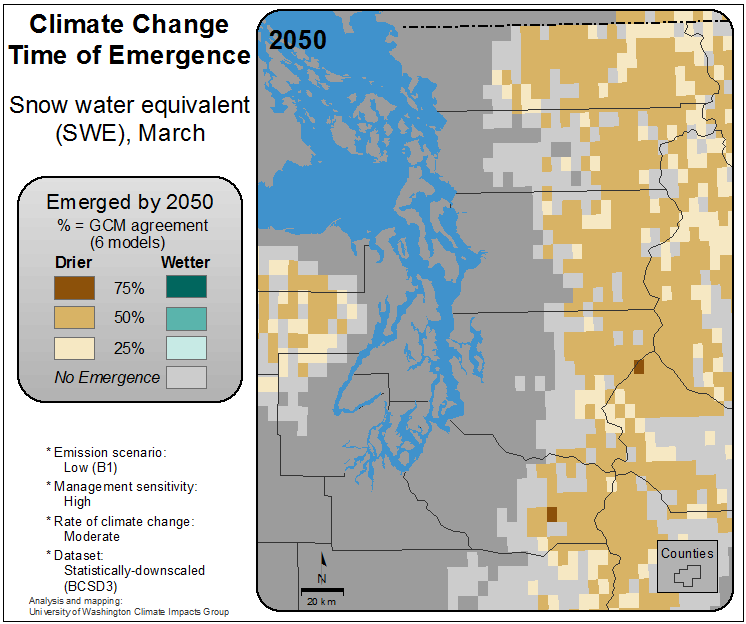 Climate Change
Time of Emergence
Snow water equivalent
(SWE), March
Emerged by 2050
% = GCM agreement
(6 models)
Drier Wetter
75%
50%
25%
No Emergence
* Emission scenario:
Low (B1)
* Management sensitivity:
High
* Rate of climate change:
Moderate
* Dataset:
Statistically-downscaled
(BCSD3)
Analysis and mapping:
University of Washington Climate Impacts Group
2050
N
20 km
Counties